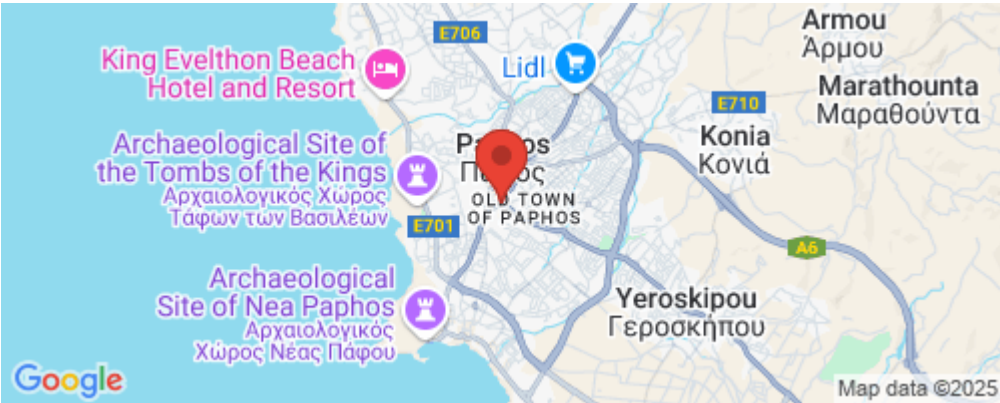 Armou
Άρμου
E706
King Evelthon Beach
Hotel and Resort
Lidl
Marathounta
Μαραθούντα
E710
Konia
Κονιά
Archaeological Site of
the Tombs of the Kings
Αρχαιολογικός Χώρος
Τάφων των Βασιλέων
OLD TOWN
OF PAPHOS
E701
A6
Archaeological
Site of Nea Paphos
Αρχαιολογικός
Χώρος Νέας Πάφου
Yeroskipou
Γεροσκήπου
Google
Map data ©2025